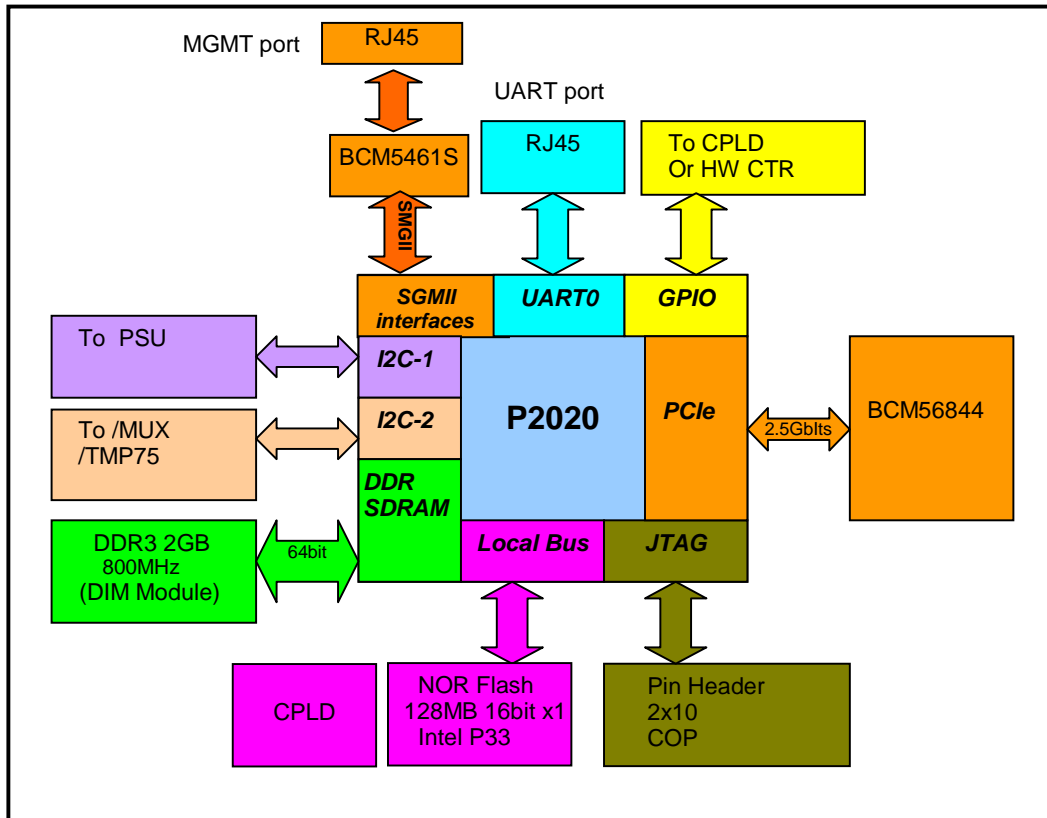 MGMT port
RJ45
UART port
BCM5461S
RJ45
To CPLD
Or HW CTR
SMGII
SGMII
interfaces
UART0
GPIO
To  PSU
I2C-1
I2C-2
P2020
PCIe
2.5GbIts
BCM56844
To /MUX
/TMP75
DDR
SDRAM
DDR3 2GB
800MHz
(DIM Module)
64bit
Local Bus
JTAG
CPLD
NOR Flash
128MB 16bit x1
Intel P33
Pin Header
2x10
COP